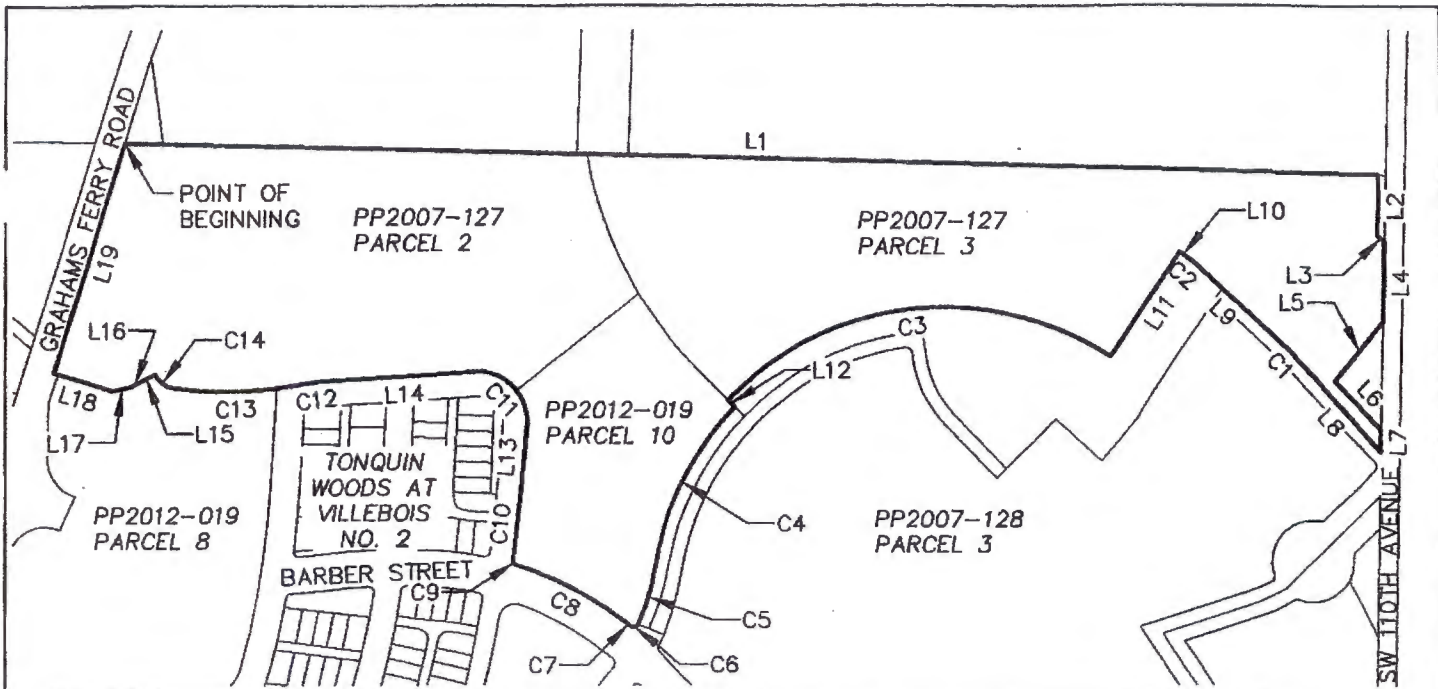 L1
GRAHAMS FERRY ROAD
POINT OF
BEGINNING
PP2007-127
PARCEL 2
PP2007-127
PARCEL 3
L10
L2
L3
L4
L5
L19
C2
L11
L9
C3
C1
L16
C14
L12
L6
L18
C13
C12
L14
C11
L8
L7
L17
L15
PP2012-019
PARCEL 10
L13
TONQUIN
WOODS AT
VILLEBOIS
NO. 2
C10
PP2012-019
PARCEL 8
C4
PP2007-128
PARCEL 3
BARBER STREET
C9
C8
C5
C7
C6
SW 110TH AVENUE